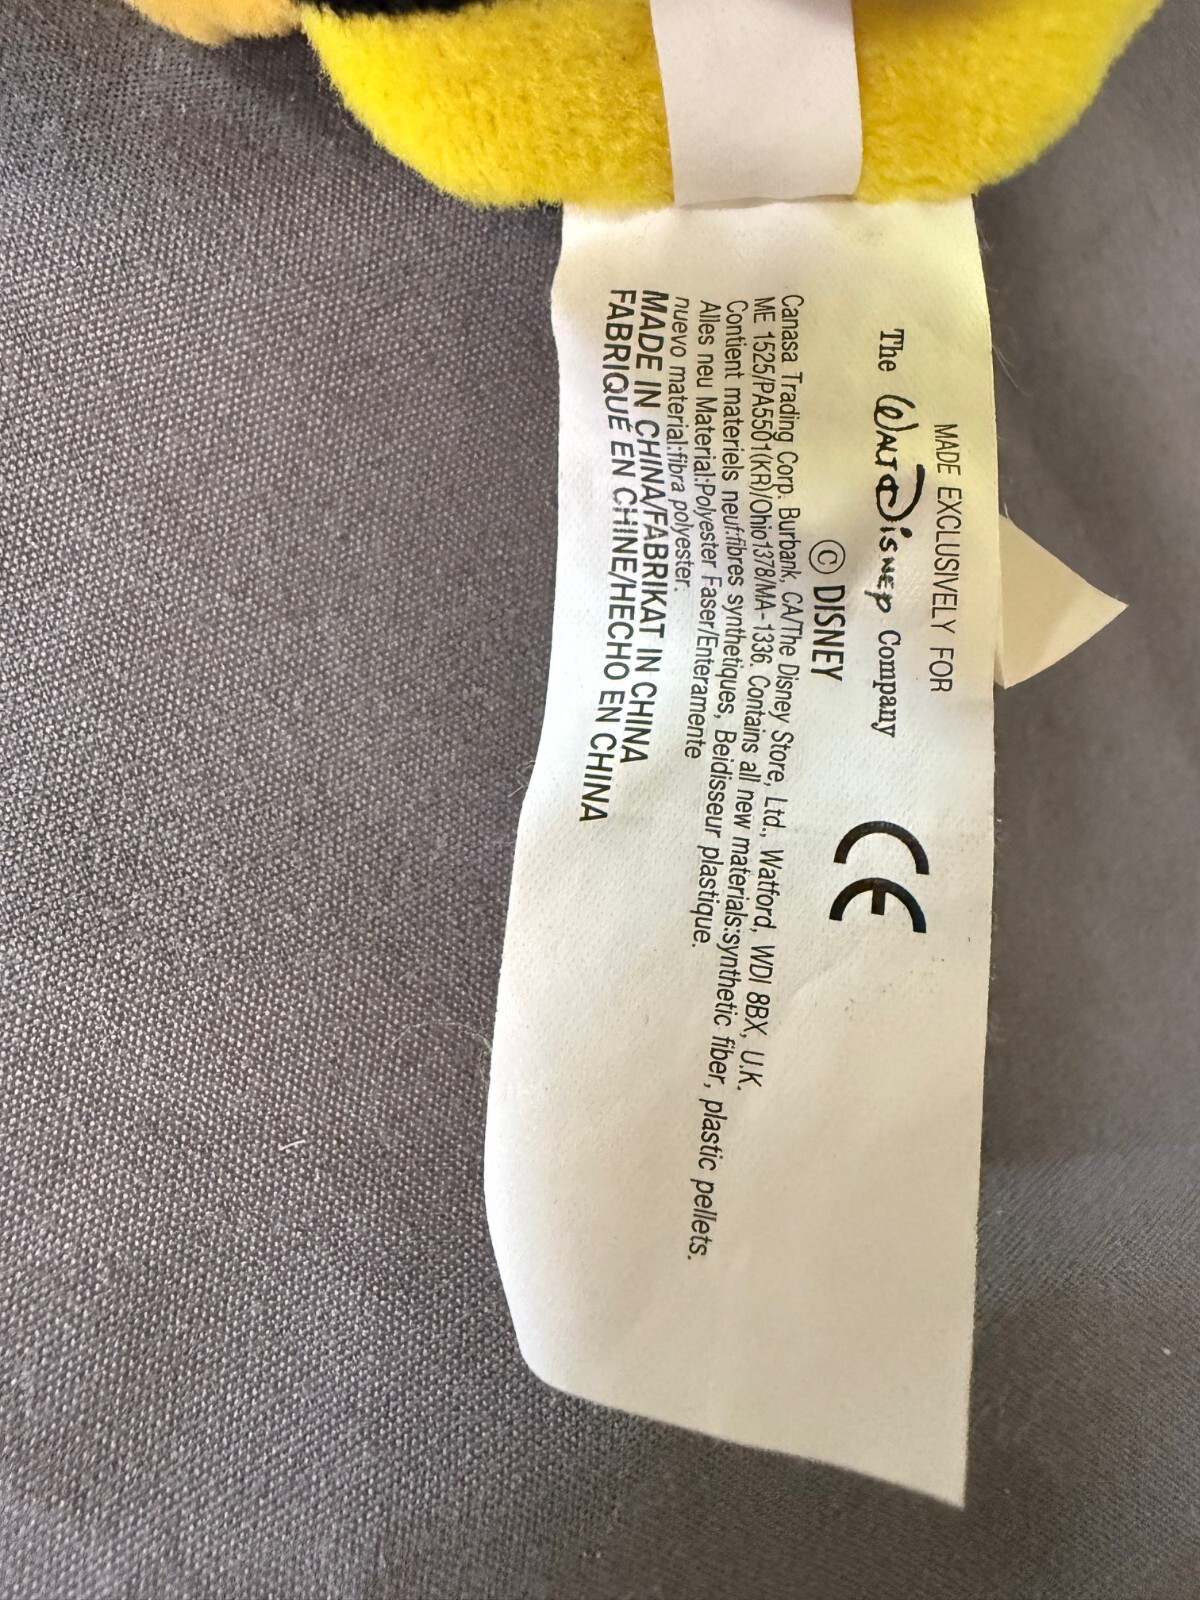 MADE EXCLUSIVELY FOR
The WALT DISNEY Company
CE
© DISNEY
Canasa Trading Corp. Burbank, CA/The Disney Store, Ltd., Watford, WDI 8BX, U.K.
ME 1525/PA5501(KR)/Ohio1378/MA-1336. Contains all new materials:synthetic fiber, plastic pellets.
Contient materiels neuf:fibres synthetiques, Beidisseur plastique.
Alles neu Material:Polyester Faser/Enteramente
nuevo material:fibra polyester.
MADE IN CHINA/FABRIKAT IN CHINA
FABRIQUÉ EN CHINE/HECHO EN CHINA